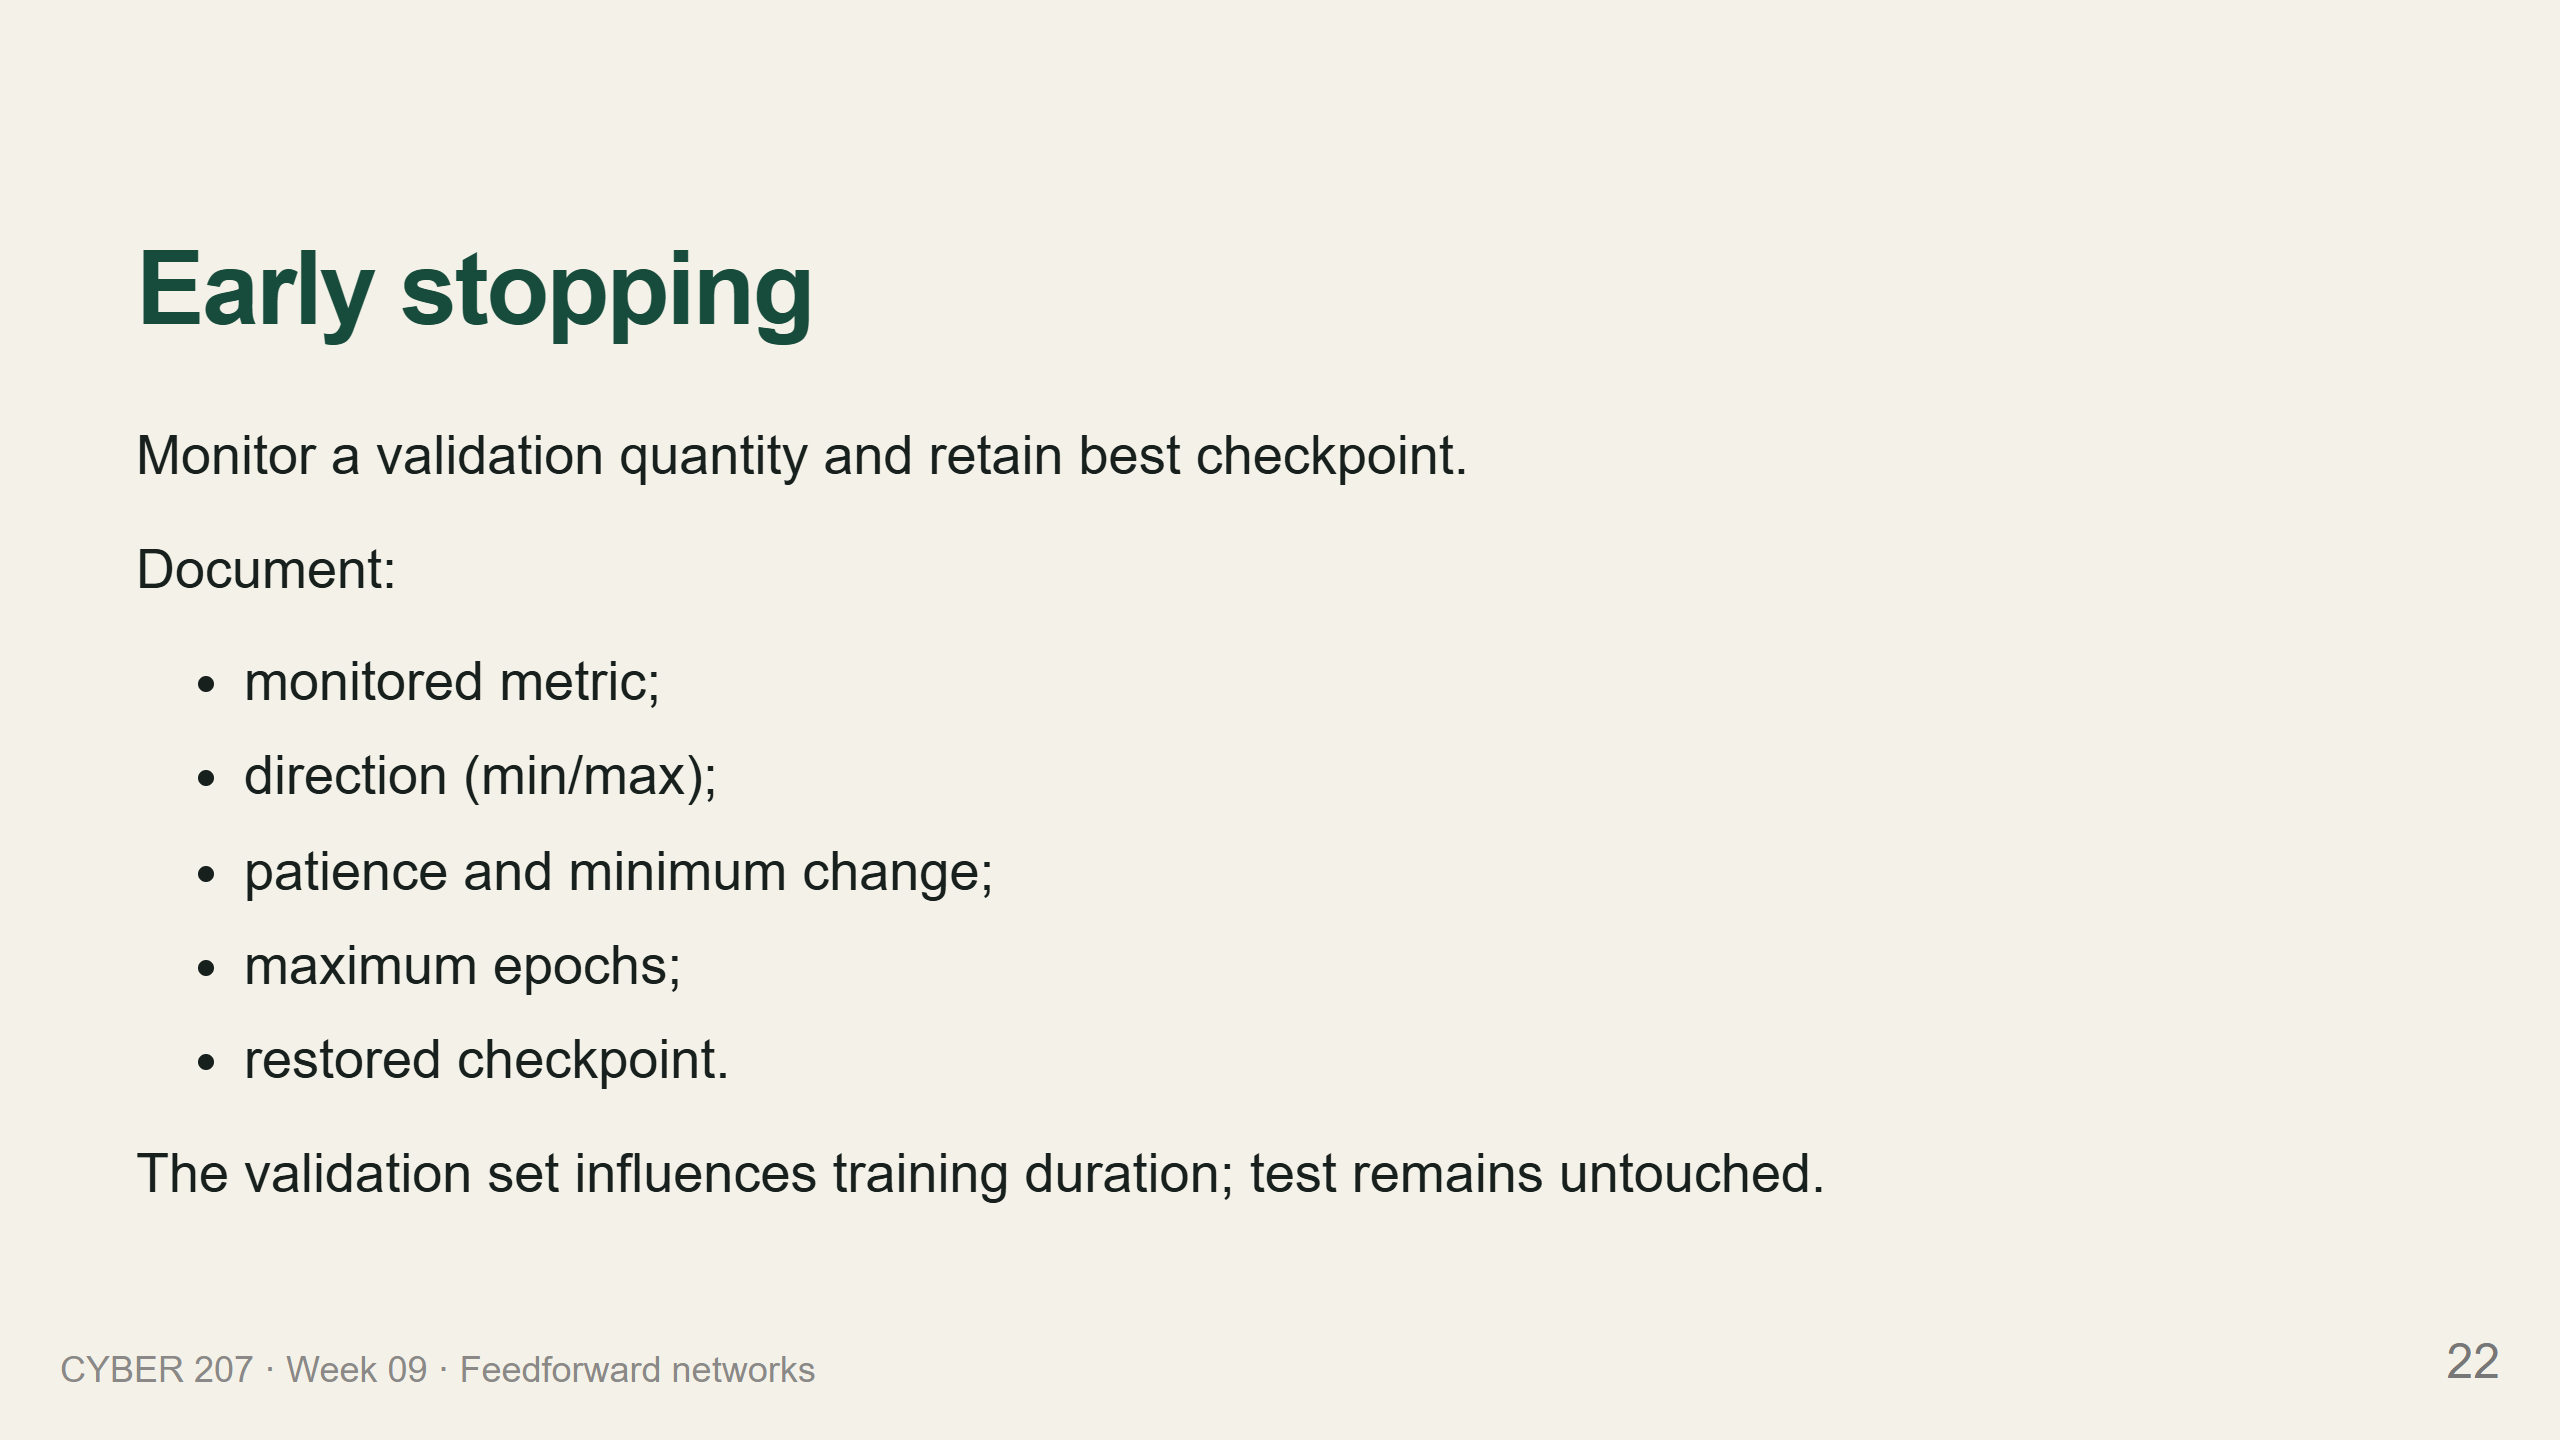 Early stopping
Monitor a validation quantity and retain best checkpoint.
Document:
• monitored metric;
• direction (min/max);
• patience and minimum change;
• maximum epochs;
• restored checkpoint.
The validation set influences training duration; test remains untouched.
CYBER 207 · Week 09 · Feedforward networks
22